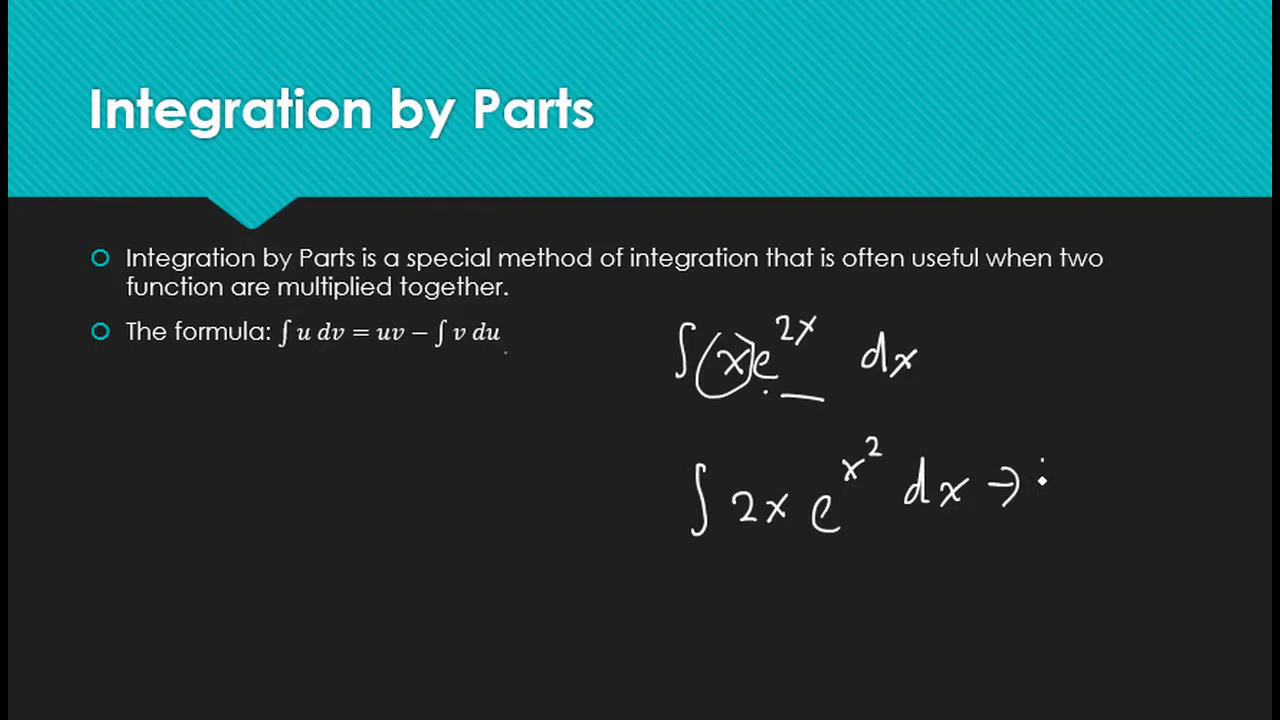 Integration by Parts
Integration by Parts is a special method of integration that is often useful when two
function are multiplied together.
The formula: ∫ u dv = uv − ∫ v du
∫(x)e^{2x} dx
∫ 2x e^{x^2} dx →